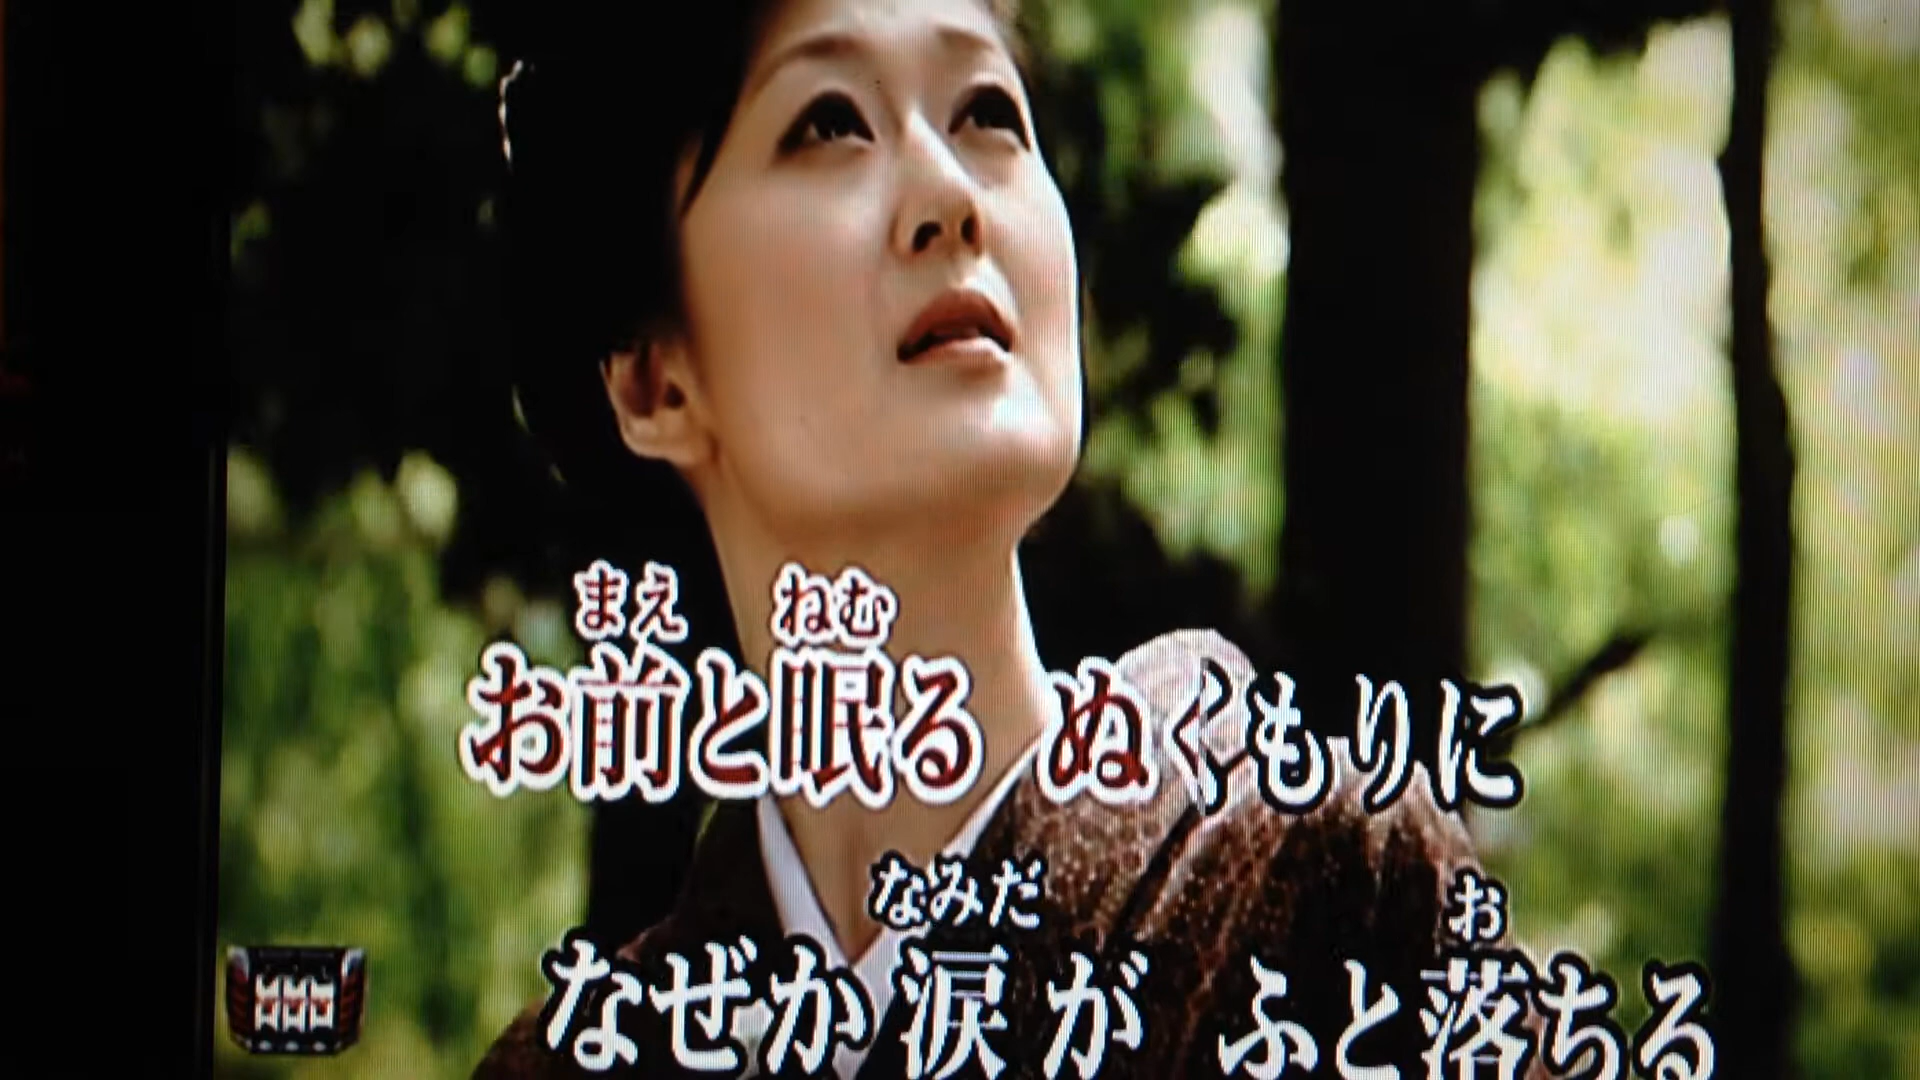 まえ ねむ
お前と眠る ぬくもりに
なみだ お
なぜか涙が ふと落ちる